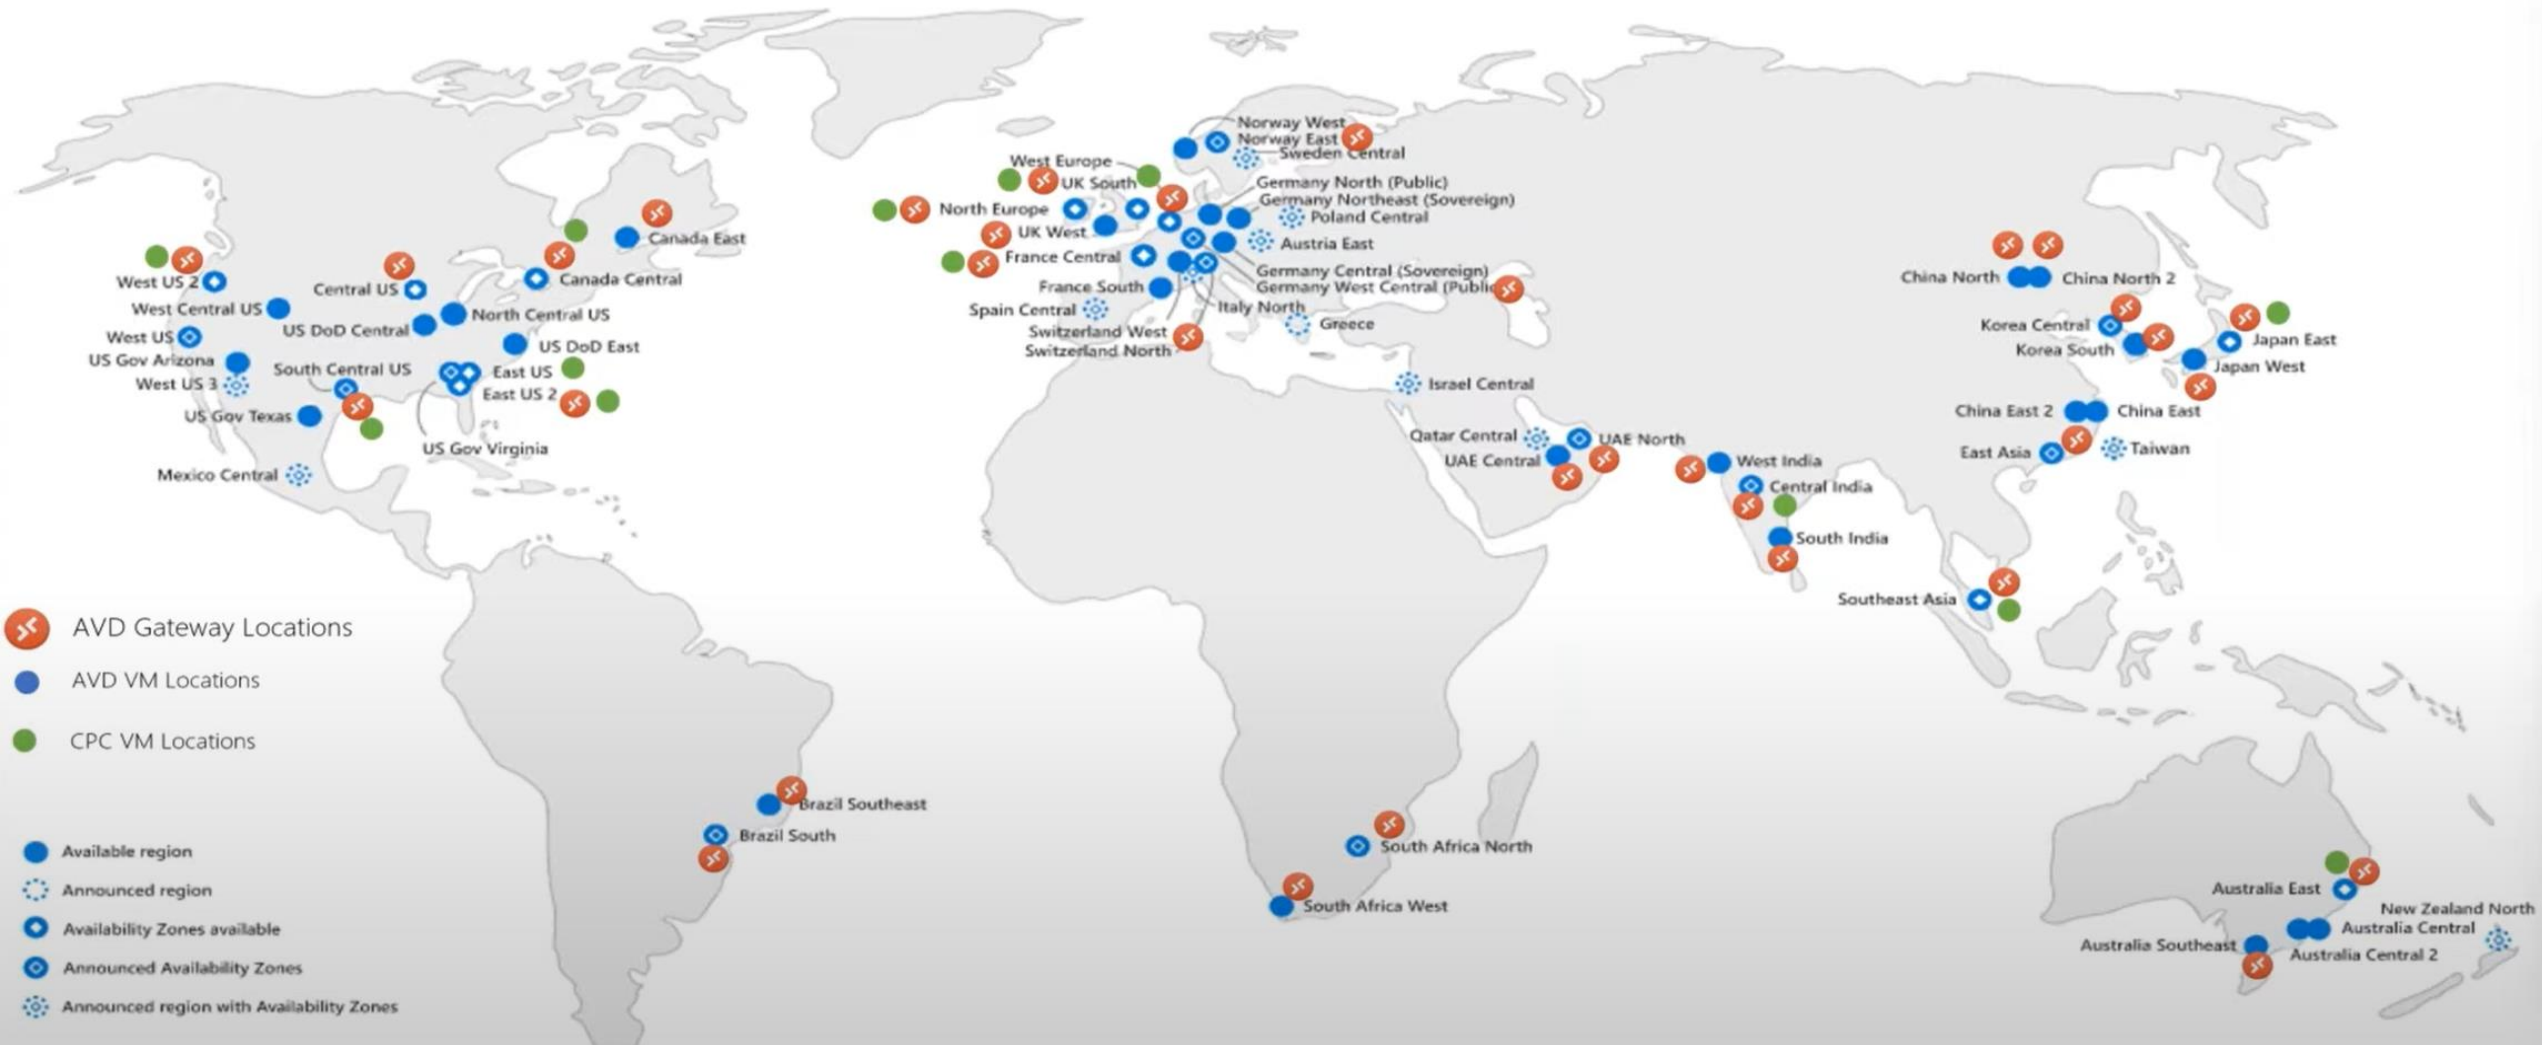 Norway West
Norway East
Sweden Central
West Europe
UK South
Germany North (Public)
Germany Northeast (Sovereign)
North Europe
Poland Central
UK West
Austria East
France Central
Germany Central (Sovereign)
Germany West Central (Public
France South
Spain Central
Italy North
Greece
Switzerland West
Switzerland North
Canada East
Canada Central
West US 2
Central US
West Central US
North Central US
US DoD Central
West US
US DoD East
US Gov Arizona
South Central US
East US
West US 3
East US 2
US Gov Texas
US Gov Virginia
Mexico Central
Israel Central
Qatar Central
UAE North
UAE Central
West India
Central India
South India
China North
China North 2
Korea Central
Korea South
Japan East
Japan West
China East 2
China East
East Asia
Taiwan
Southeast Asia
AVD Gateway Locations
AVD VM Locations
CPC VM Locations
Brazil Southeast
Brazil South
South Africa North
South Africa West
Australia East
New Zealand North
Australia Central
Australia Southeast
Australia Central 2
Available region
Announced region
Availability Zones available
Announced Availability Zones
Announced region with Availability Zones